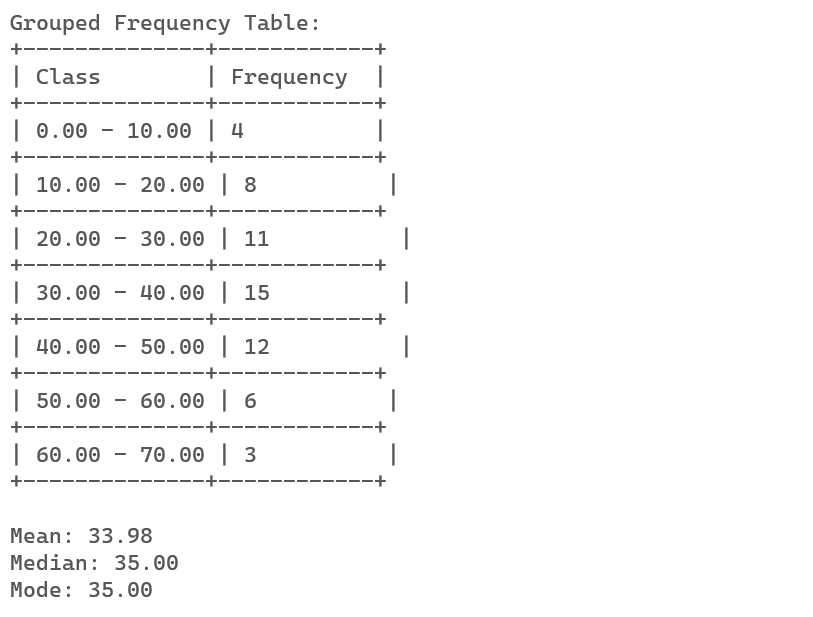 Grouped Frequency Table:
+--------------+------------+
| Class        | Frequency  |
+--------------+------------+
| 0.00 - 10.00 | 4          |
+--------------+------------+
| 10.00 - 20.00 | 8          |
+--------------+------------+
| 20.00 - 30.00 | 11          |
+--------------+------------+
| 30.00 - 40.00 | 15          |
+--------------+------------+
| 40.00 - 50.00 | 12          |
+--------------+------------+
| 50.00 - 60.00 | 6          |
+--------------+------------+
| 60.00 - 70.00 | 3          |
+--------------+------------+
Mean: 33.98
Median: 35.00
Mode: 35.00